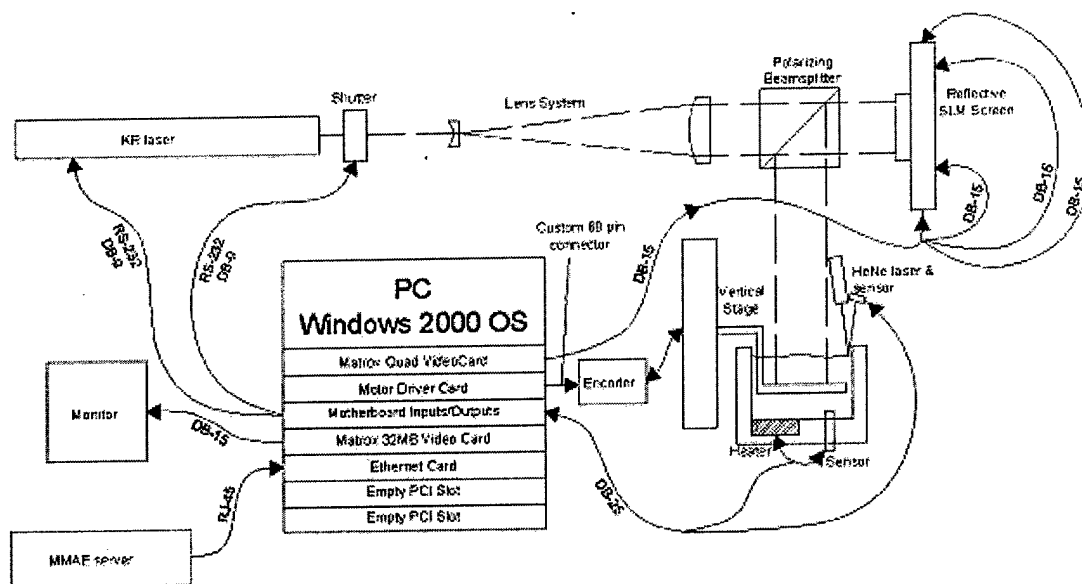 Polarizing
Beamsplitter
Shutter
Lens System
Reflective
SLM Screen
KR laser
DB-15
DB-15
DB-15
RS-232
DB-9
RS-232
DB-9
Custom 68 pin
connector
DB-15
HeNe laser &
sensor
PC
Vertical
Stage
Windows 2000 OS
Matrox Quad VideoCard
Motor Driver Card
Encoder
Monitor
Motherboard Inputs/Outputs
DB-15
Matrox 32MB Video Card
Heater
Sensor
Ethernet Card
DB-25
Empty PCI Slot
RJ-45
Empty PCI Slot
MMAE server